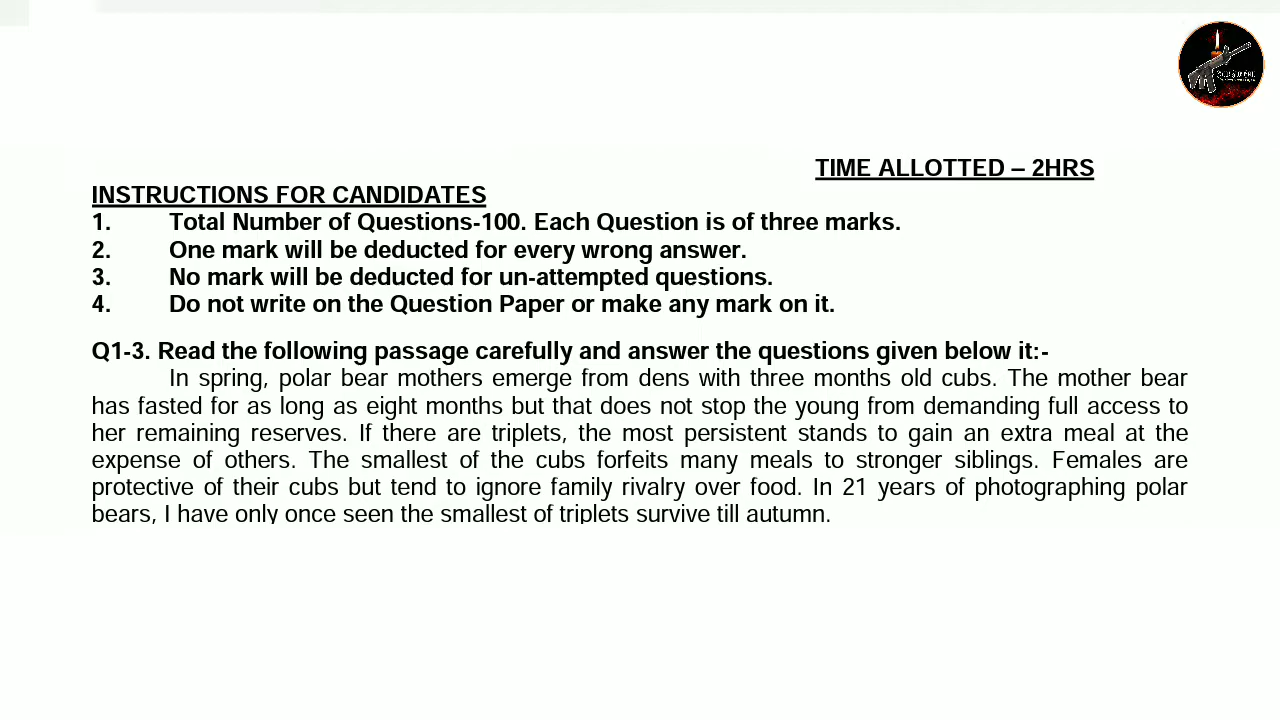 TIME ALLOTTED – 2HRS
INSTRUCTIONS FOR CANDIDATES
1. Total Number of Questions-100. Each Question is of three marks.
2. One mark will be deducted for every wrong answer.
3. No mark will be deducted for un-attempted questions.
4. Do not write on the Question Paper or make any mark on it.
Q1-3. Read the following passage carefully and answer the questions given below it:-
In spring, polar bear mothers emerge from dens with three months old cubs. The mother bear
has fasted for as long as eight months but that does not stop the young from demanding full access to
her remaining reserves. If there are triplets, the most persistent stands to gain an extra meal at the
expense of others. The smallest of the cubs forfeits many meals to stronger siblings. Females are
protective of their cubs but tend to ignore family rivalry over food. In 21 years of photographing polar
bears, I have only once seen the smallest of triplets survive till autumn.